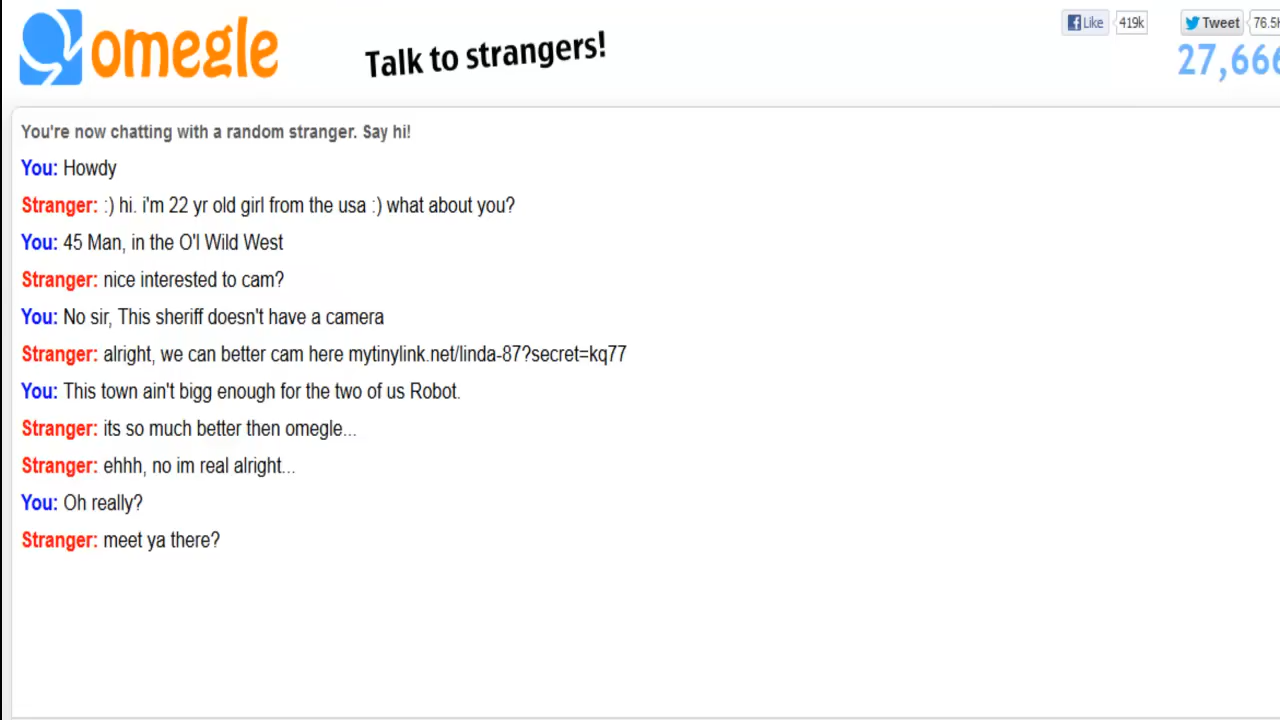 omegle
Talk to strangers!
Like 419k
Tweet 76.5
27,666
You're now chatting with a random stranger. Say hi!
You: Howdy
Stranger: :) hi. i'm 22 yr old girl from the usa :) what about you?
You: 45 Man, in the O'l Wild West
Stranger: nice interested to cam?
You: No sir, This sheriff doesn't have a camera
Stranger: alright, we can better cam here mytinylink.net/linda-87?secret=kq77
You: This town ain't bigg enough for the two of us Robot.
Stranger: its so much better then omegle...
Stranger: ehhh, no im real alright...
You: Oh really?
Stranger: meet ya there?